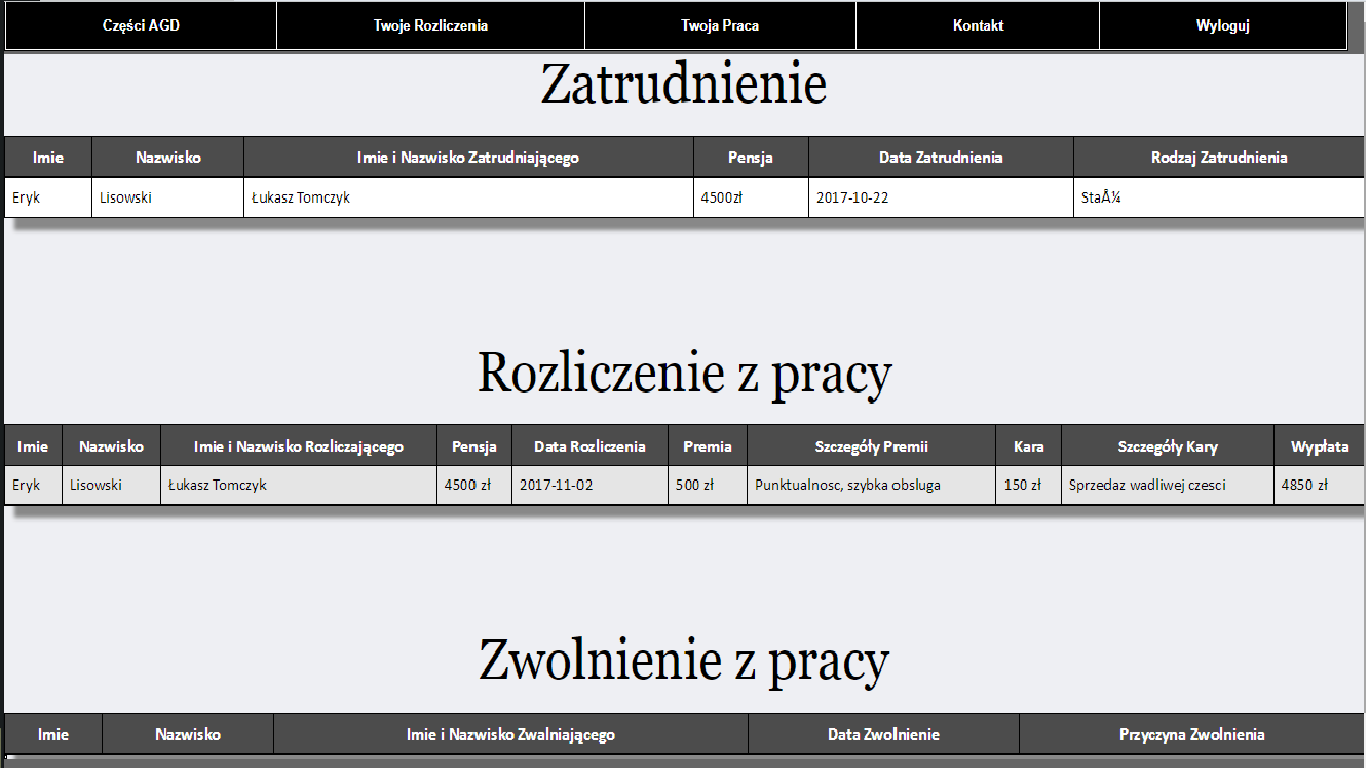 Części AGD Twoje Rozliczenia Twoja Praca Kontakt Wyloguj
Zatrudnienie
Imie Nazwisko Imie i Nazwisko Zatrudniającego Pensja Data Zatrudnienia Rodzaj Zatrudnienia
Eryk Lisowski Łukasz Tomczyk 4500zł 2017-10-22 StaÅ¼
Rozliczenie z pracy
Imie Nazwisko Imie i Nazwisko Rozliczającego Pensja Data Rozliczenia Premia Szczegóły Premii Kara Szczegóły Kary Wypłata
Eryk Lisowski Łukasz Tomczyk 4500 zł 2017-11-02 500 zł Punktualnosc, szybka obsluga 150 zł Sprzedaz wadliwej czesci 4850 zł
Zwolnienie z pracy
Imie Nazwisko Imie i Nazwisko Zwalniającego Data Zwolnienie Przyczyna Zwolnienia